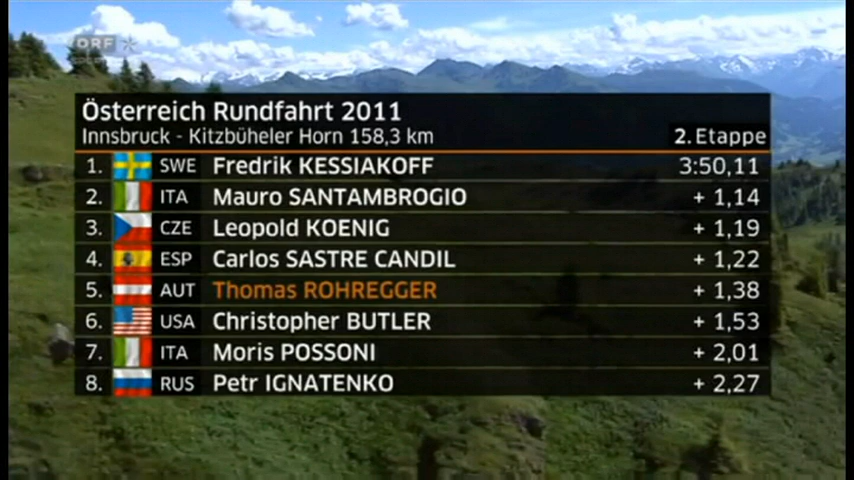 ORF
Österreich Rundfahrt 2011
Innsbruck - Kitzbüheler Horn 158,3 km 2. Etappe
1. SWE Fredrik KESSIAKOFF 3:50,11
2. ITA Mauro SANTAMBROGIO + 1,14
3. CZE Leopold KOENIG + 1,19
4. ESP Carlos SASTRE CANDIL + 1,22
5. AUT Thomas ROHREGGER + 1,38
6. USA Christopher BUTLER + 1,53
7. ITA Moris POSSONI + 2,01
8. RUS Petr IGNATENKO + 2,27